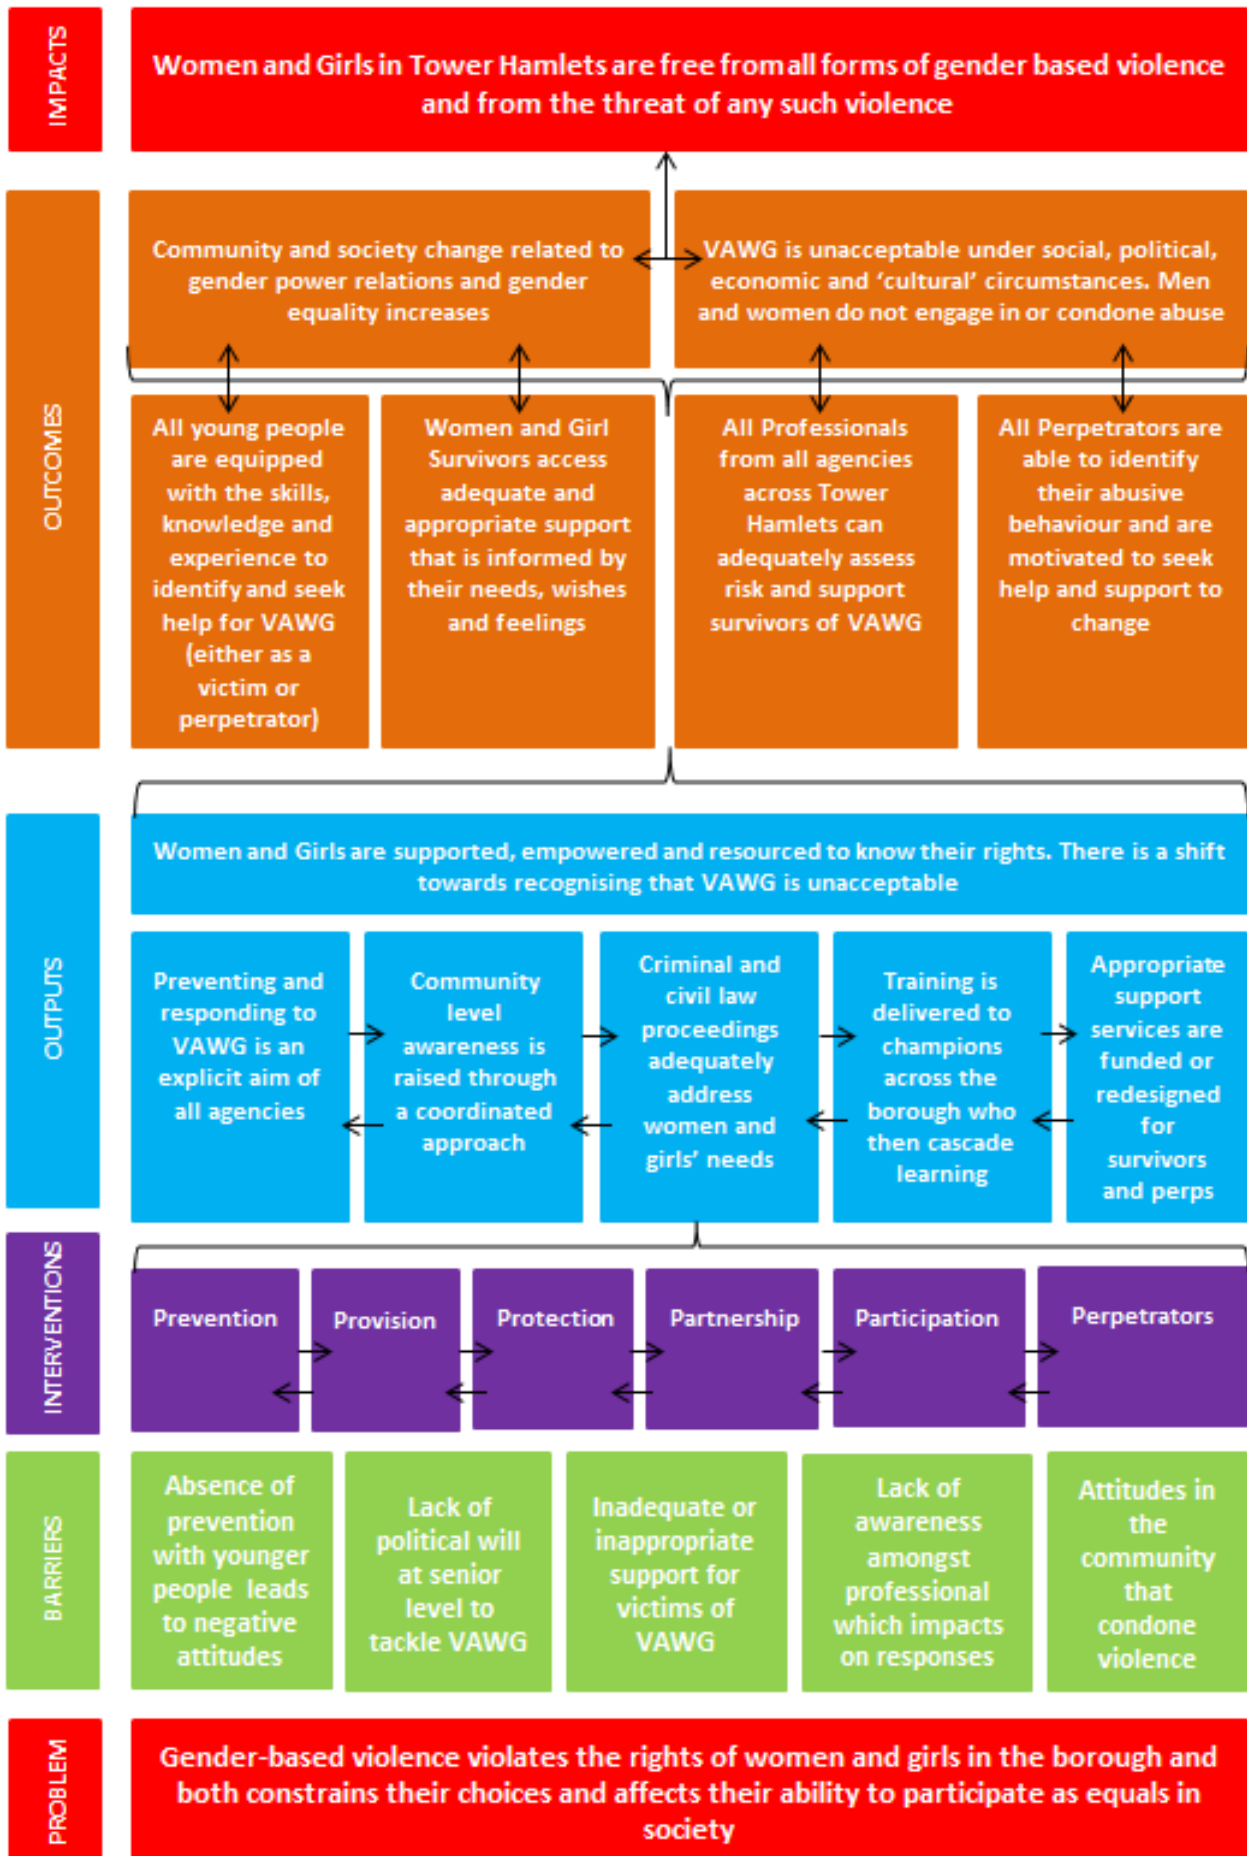 IMPACTS
Women and Girls in Tower Hamlets are free from all forms of gender based violence
and from the threat of any such violence
OUTCOMES
Community and society change related to
gender power relations and gender
equality increases
VAWG is unacceptable under social, political,
economic and ‘cultural’ circumstances. Men
and women do not engage in or condone abuse
All young people
are equipped
with the skills,
knowledge and
experience to
identify and seek
help for VAWG
(either as a
victim or
perpetrator)
Women and Girl
Survivors access
adequate and
appropriate support
that is informed by
their needs, wishes
and feelings
All Professionals
from all agencies
across Tower
Hamlets can
adequately assess
risk and support
survivors of VAWG
All Perpetrators are
able to identify
their abusive
behaviour and are
motivated to seek
help and support to
change
OUTPUTS
Women and Girls are supported, empowered and resourced to know their rights. There is a shift
towards recognising that VAWG is unacceptable
Preventing and
responding to
VAWG is an
explicit aim of
all agencies
Community
level
awareness is
raised through
a coordinated
approach
Criminal and
civil law
proceedings
adequately
address
women and
girls’ needs
Training is
delivered to
champions
across the
borough who
then cascade
learning
Appropriate
support
services are
funded or
redesigned
for
survivors
and perps
INTERVENTIONS
Prevention
Provision
Protection
Partnership
Participation
Perpetrators
BARRIERS
Absence of
prevention
with younger
people leads
to negative
attitudes
Lack of
political will
at senior
level to
tackle VAWG
Inadequate or
inappropriate
support for
victims of
VAWG
Lack of
awareness
amongst
professional
which impacts
on responses
Attitudes in
the
community
that
condone
violence
PROBLEM
Gender-based violence violates the rights of women and girls in the borough and
both constrains their choices and affects their ability to participate as equals in
society